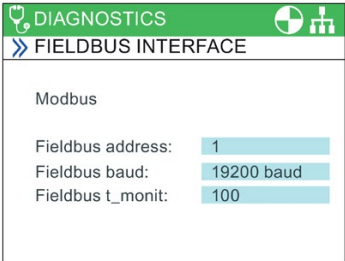 DIAGNOSTICS
FIELDBUS INTERFACE
Modbus
Fieldbus address: 1
Fieldbus baud: 19200 baud
Fieldbus t_monit: 100